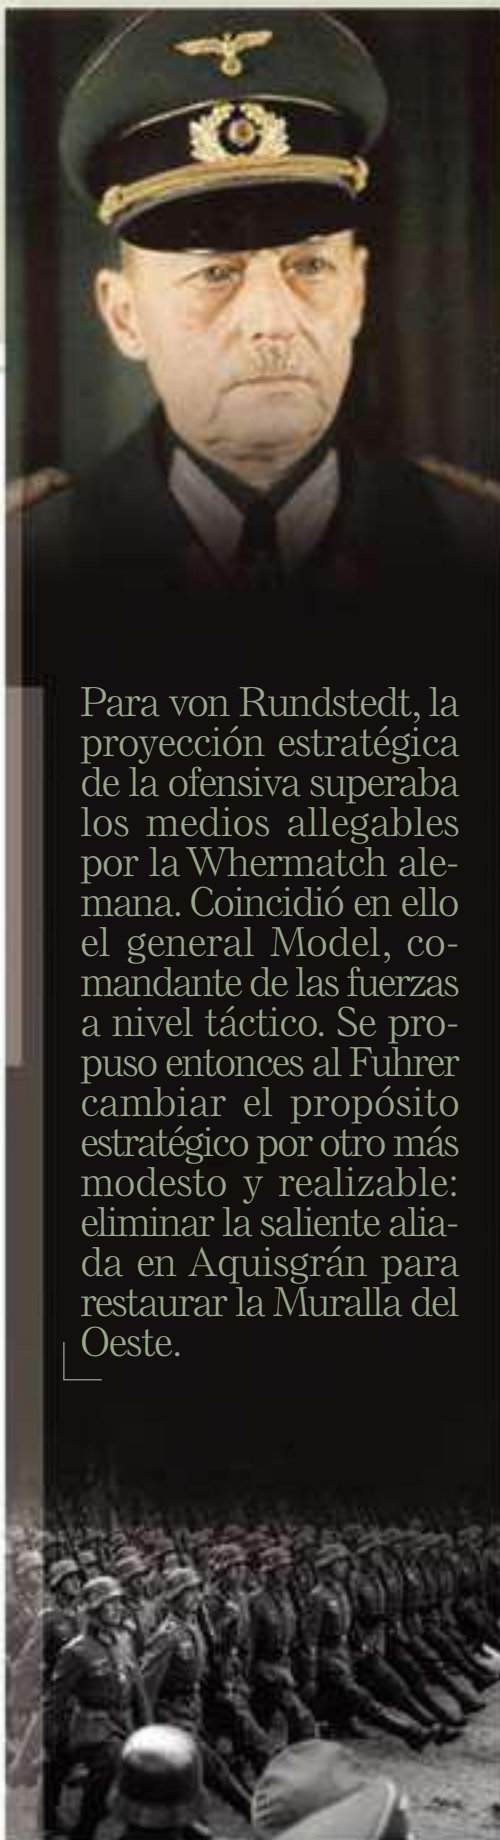 Para von Rundstedt, la
proyección estratégica
de la ofensiva superaba
los medios allegables
por la Whermatch ale-
mana. Coincidió en ello
el general Model, co-
mandante de las fuerzas
a nivel táctico. Se pro-
puso entonces al Fuhrer
cambiar el propósito
estratégico por otro más
modesto y realizable:
eliminar la saliente alia-
da en Aquisgrán para
restaurar la Muralla del
Oeste.